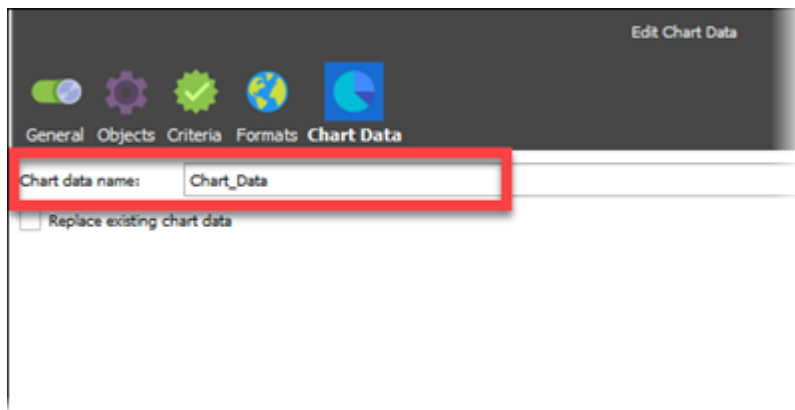 Edit Chart Data
General Objects Criteria Formats Chart Data
Chart data name: Chart_Data
Replace existing chart data